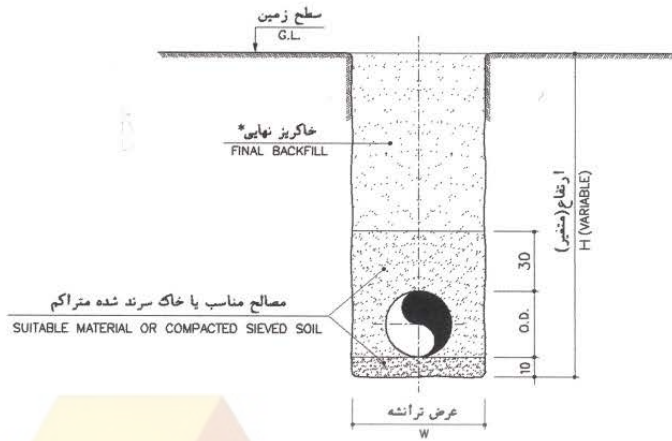 سطح زمین
G.L.
خاکریز نهایی*
FINAL BACKFILL
ارتفاع(متغیر)
H (VARIABLE)
30
O.D.
10
مصالح مناسب یا خاک سرند شده متراکم
SUITABLE MATERIAL OR COMPACTED SIEVED SOIL
عرض ترانشه
W